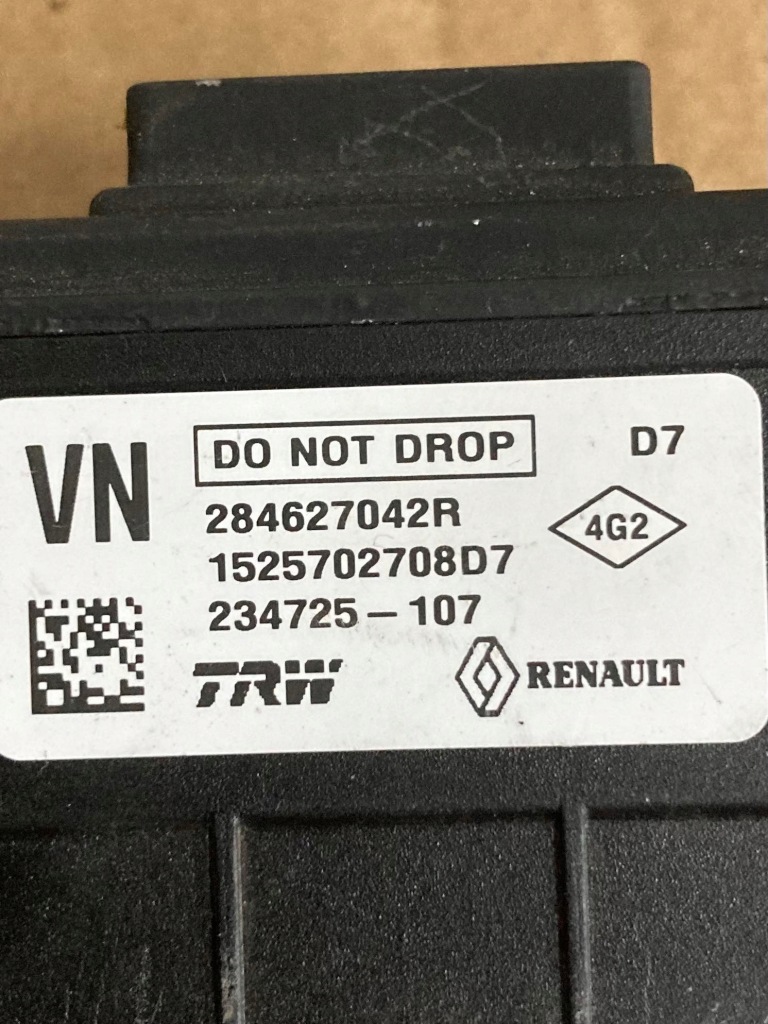 VN
DO NOT DROP
D7
284627042R
4G2
1525702708D7
234725-107
TRW
RENAULT